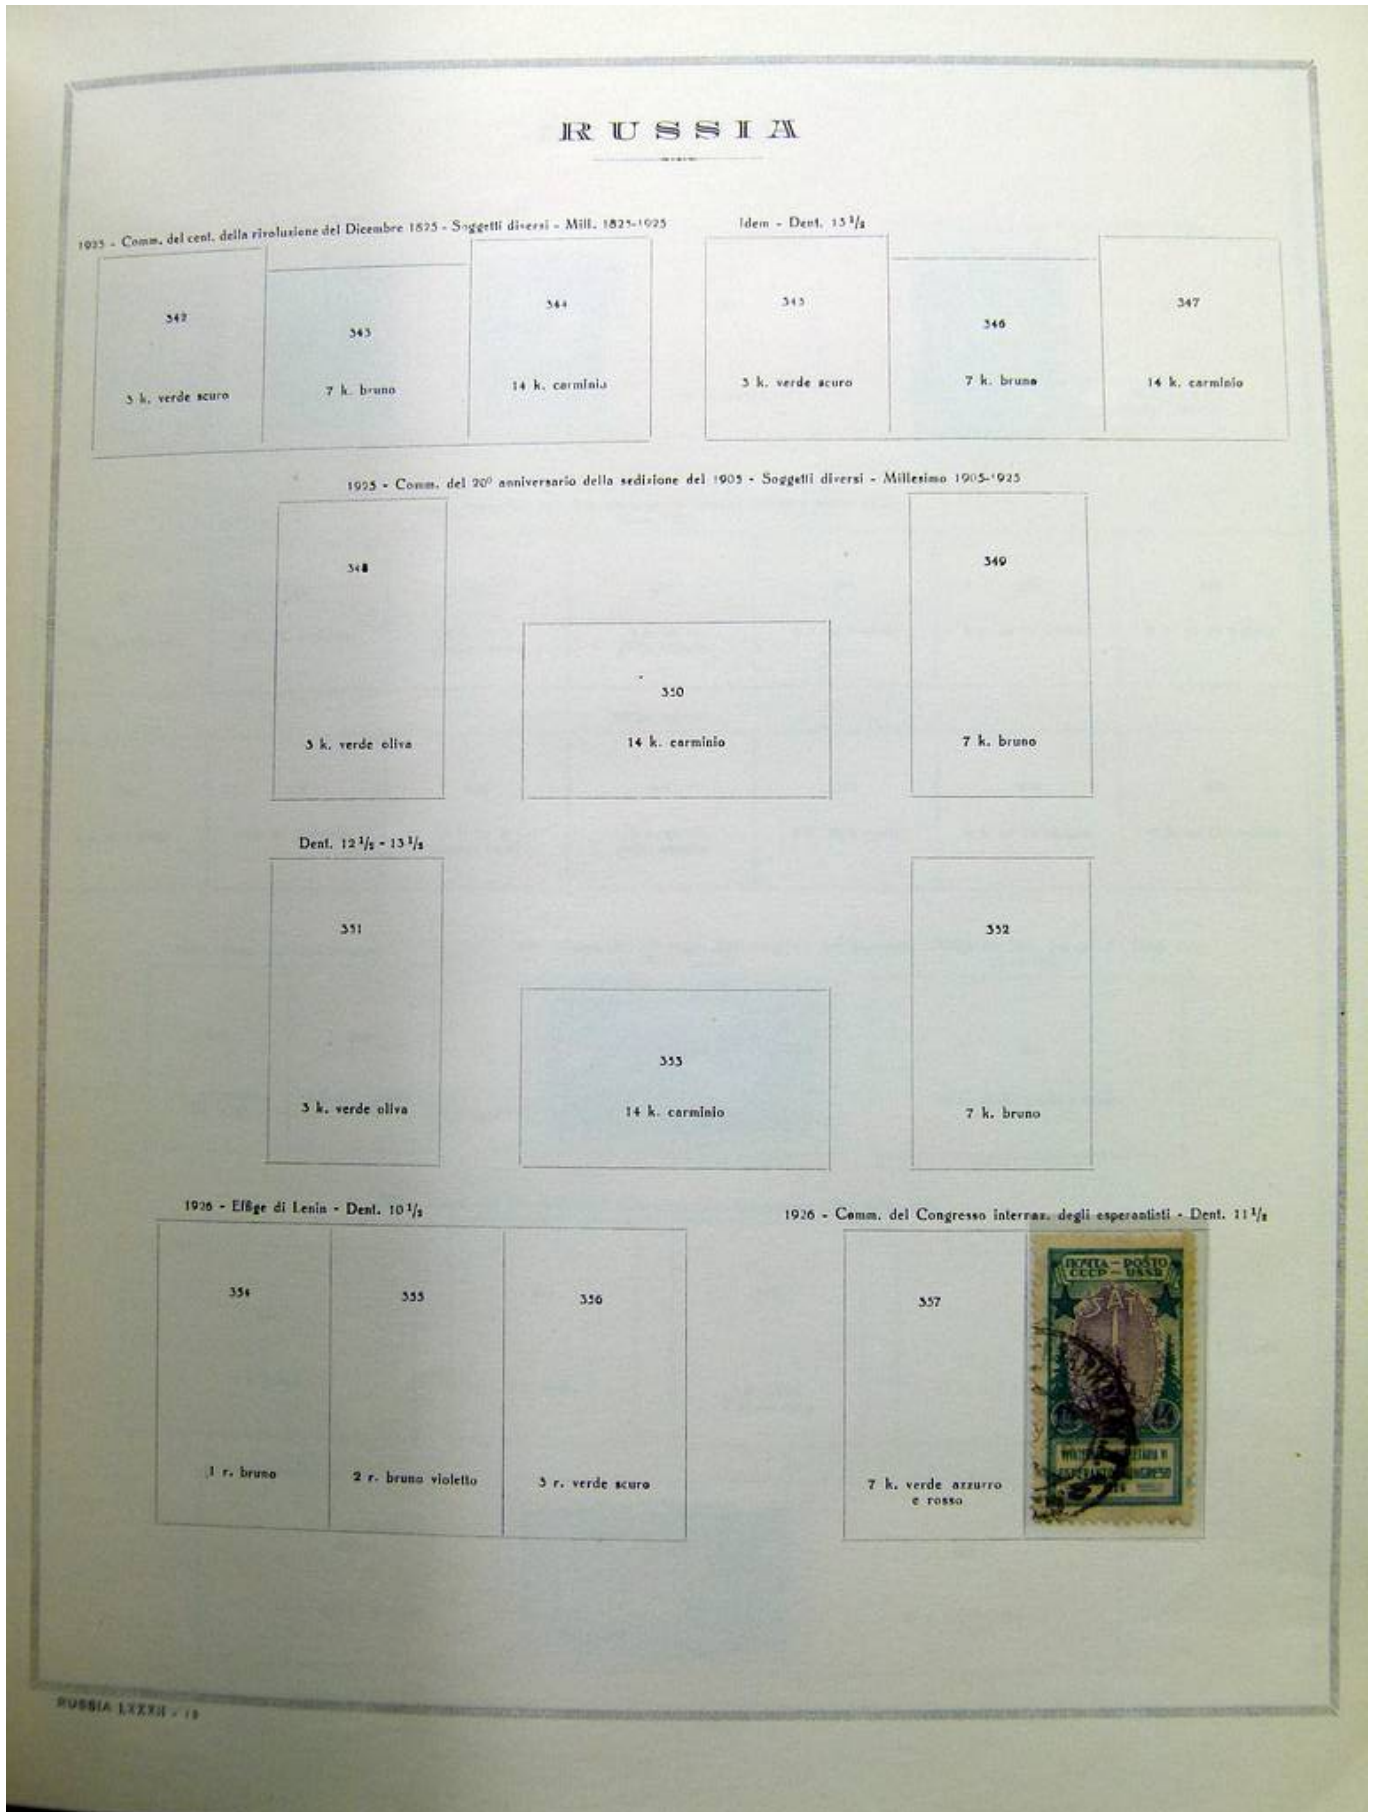 RUSSIA
1925 - Comm. del cent. della rivoluzione del Dicembre 1825 - Soggetti diversi - Mill. 1825-1925
Idem - Dent. 13 1/2
342
343
344
345
346
347
3 k. verde scuro
7 k. bruno
14 k. carminio
3 k. verde scuro
7 k. bruno
14 k. carminio
1925 - Comm. del 20º anniversario della sedizione del 1905 - Soggetti diversi - Millesimo 1905-1925
348
349
350
3 k. verde oliva
14 k. carminio
7 k. bruno
Dent. 12 1/2 - 13 1/2
351
352
353
3 k. verde oliva
14 k. carminio
7 k. bruno
1926 - Effige di Lenin - Dent. 10 1/2
1926 - Comm. del Congresso internaz. degli esperantisti - Dent. 11 1/2
354
355
356
357
1 r. bruno
2 r. bruno violetto
3 r. verde scuro
7 k. verde azzurro
e rosso
ПОЧТА - POŜTO
СССР - USSR
SAT
14
RUSSIA LXXXII - 18